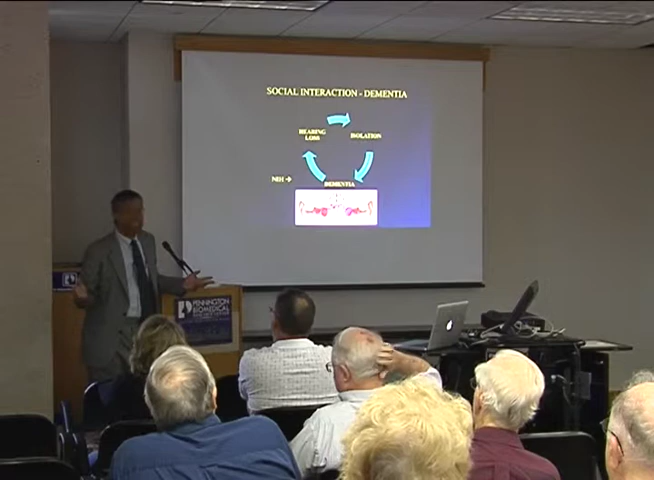 SOCIAL INTERACTION - DEMENTIA
HEARING
LOSS
ISOLATION
NIH →
DEMENTIA
PENNINGTON
BIOMEDICAL